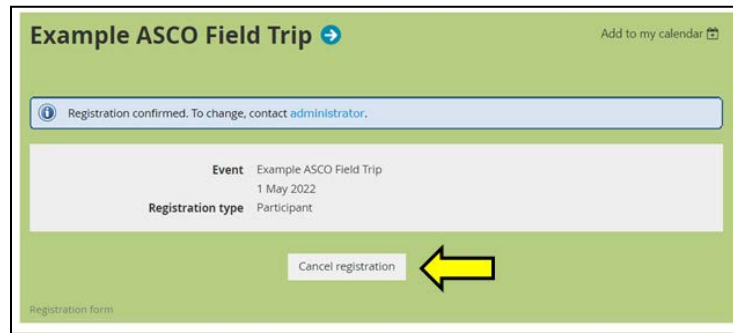 Example ASCO Field Trip
Add to my calendar
Registration confirmed. To change, contact administrator.
Event Example ASCO Field Trip
1 May 2022
Registration type Participant
Cancel registration
Registration form